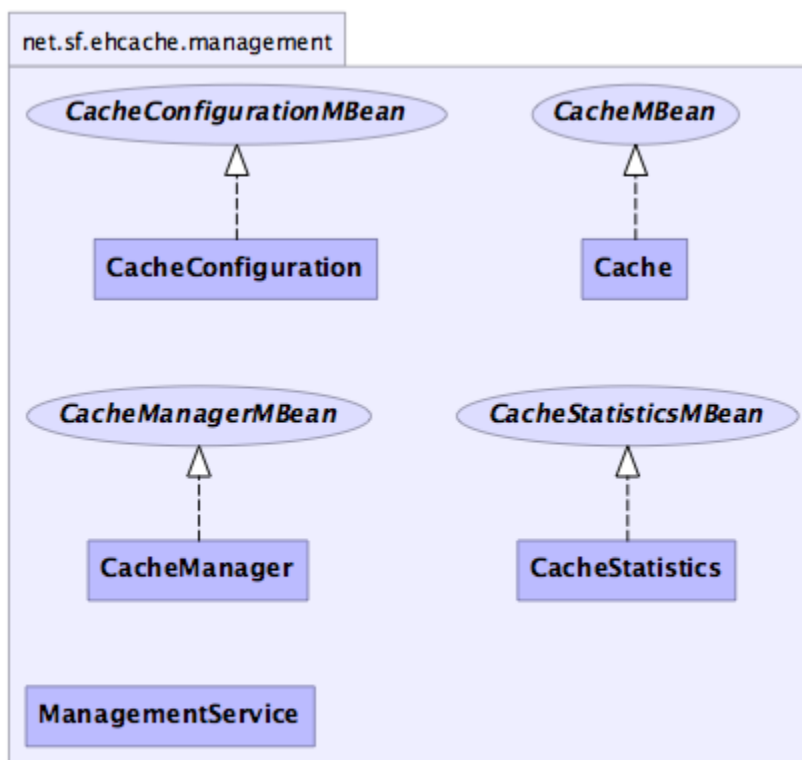 net.sf.ehcache.management
CacheConfigurationMBean
CacheMBean
CacheConfiguration
Cache
CacheManagerMBean
CacheStatisticsMBean
CacheManager
CacheStatistics
ManagementService